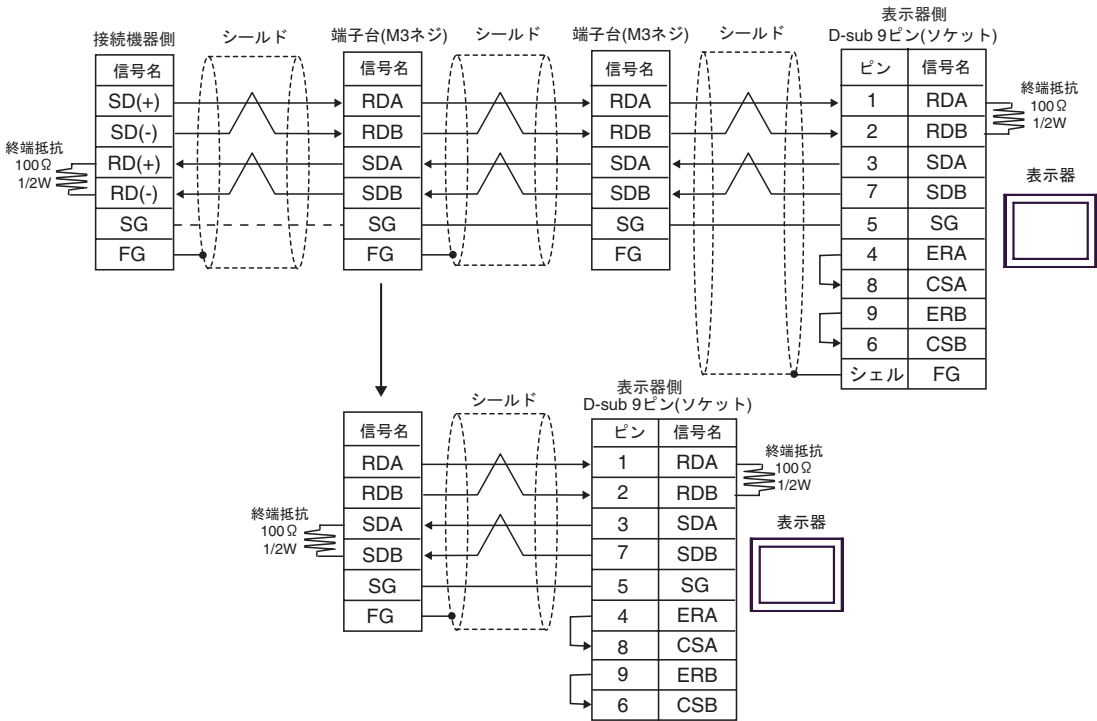 接続機器側
信号名
SD(+)
SD(-)
RD(+)
RD(-)
SG
FG
終端抵抗
100Ω
1/2W
シールド
端子台(M3ネジ)
信号名
RDA
RDB
SDA
SDB
SG
FG
シールド
端子台(M3ネジ)
信号名
RDA
RDB
SDA
SDB
SG
FG
シールド
表示器側
D-sub 9ピン(ソケット)
ピン 信号名
1 RDA
2 RDB
3 SDA
7 SDB
5 SG
4 ERA
8 CSA
9 ERB
6 CSB
シェル FG
終端抵抗
100Ω
1/2W
表示器
信号名
RDA
RDB
SDA
SDB
SG
FG
終端抵抗
100Ω
1/2W
シールド
表示器側
D-sub 9ピン(ソケット)
ピン 信号名
1 RDA
2 RDB
3 SDA
7 SDB
5 SG
4 ERA
8 CSA
9 ERB
6 CSB
終端抵抗
100Ω
1/2W
表示器